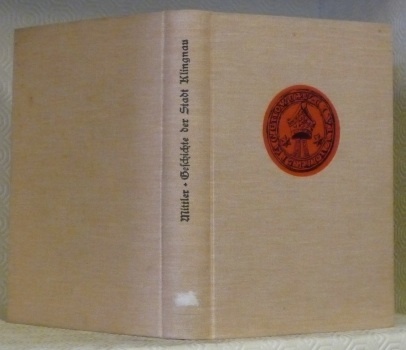 Mittler • Geschichte der Stadt Klingnau